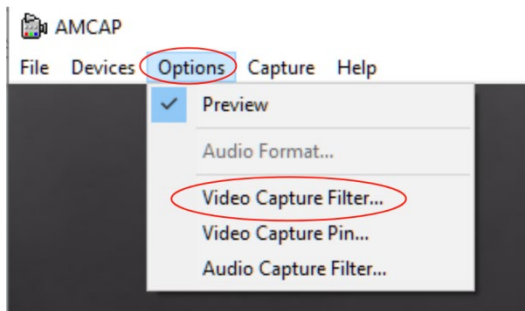 AMCAP
File Devices Options Capture Help
Preview
Audio Format...
Video Capture Filter...
Video Capture Pin...
Audio Capture Filter...